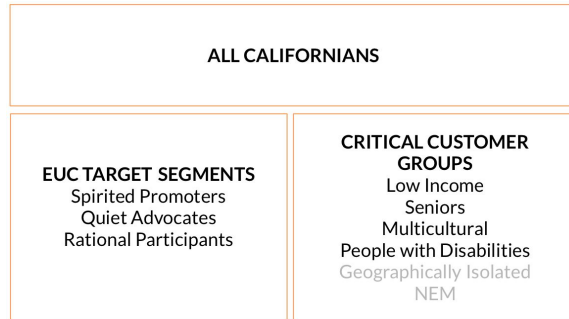 ALL CALIFORNIANS
EUC TARGET SEGMENTS
Spirited Promoters
Quiet Advocates
Rational Participants
CRITICAL CUSTOMER
GROUPS
Low Income
Seniors
Multicultural
People with Disabilities
Geographically Isolated
NEM